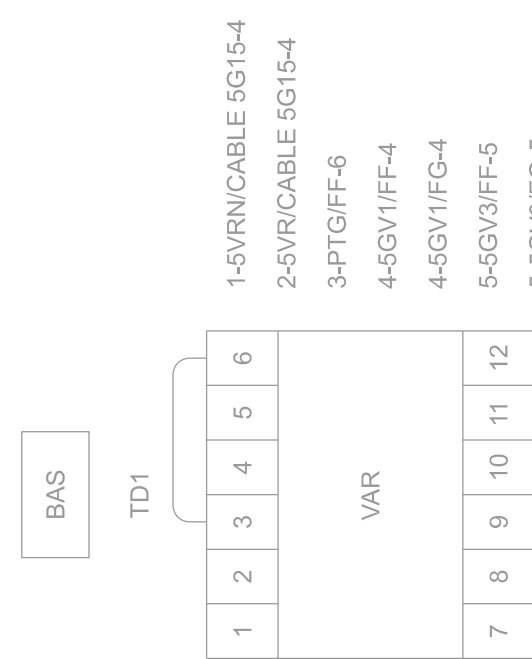 1-5VRN/CABLE 5G15-4
2-5VR/CABLE 5G15-4
3-PTG/FF-6
4-5GV1/FF-4
4-5GV1/FG-4
5-5GV3/FF-5
BAS
TD1
6
5
4
3
2
1
VAR
12
11
10
9
8
7